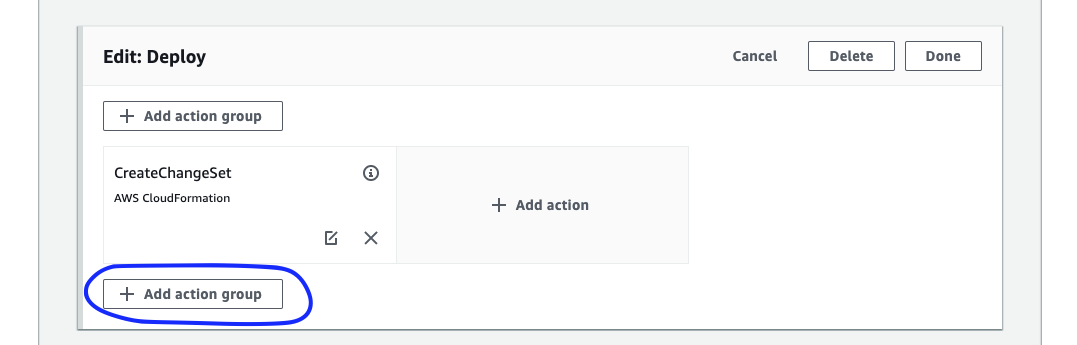 Edit: Deploy Cancel Delete Done
+ Add action group
CreateChangeSet
AWS CloudFormation
+ Add action
+ Add action group